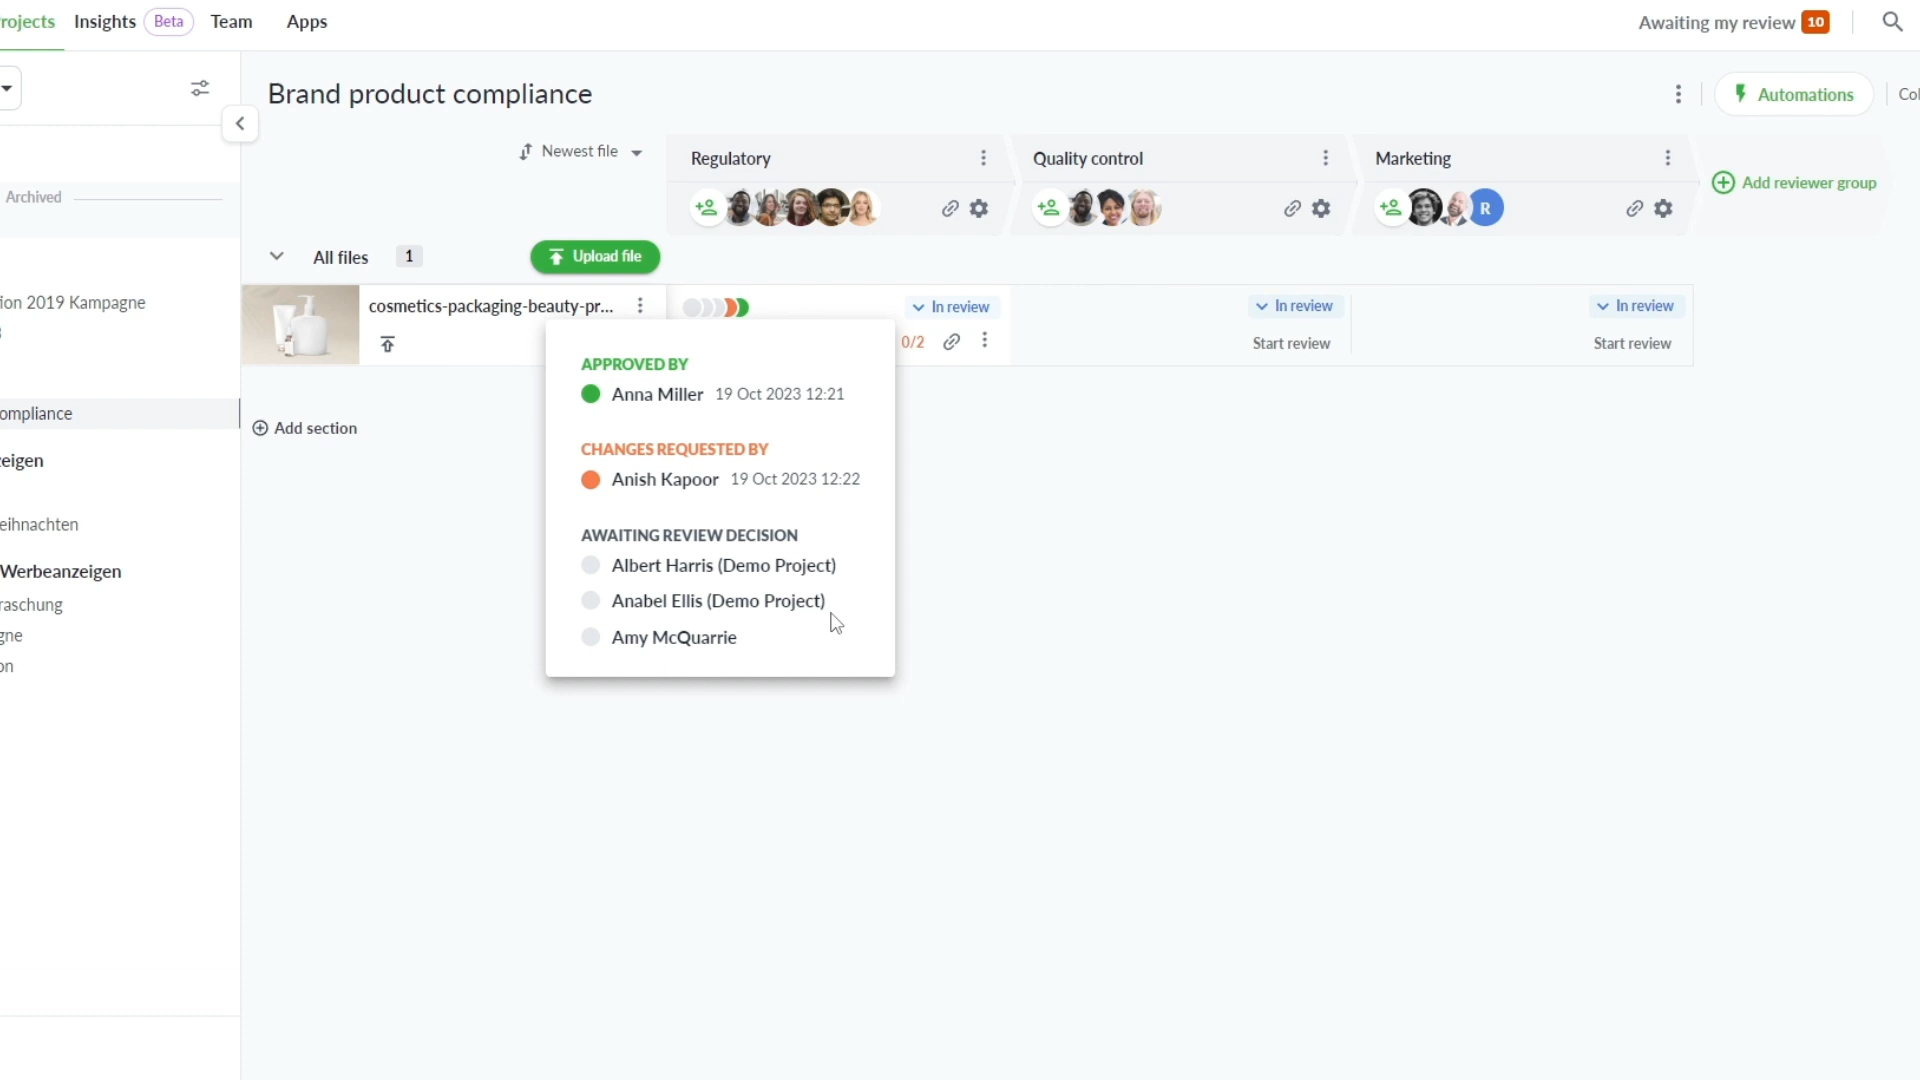 rojects Insights Beta Team Apps Awaiting my review 10
Brand product compliance Automations Col
Newest file Regulatory Quality control Marketing
Add reviewer group
Archived
R
All files 1 Upload file
ion 2019 Kampagne
cosmetics-packaging-beauty-pr... In review In review In review
0/2 Start review Start review
APPROVED BY
Anna Miller 19 Oct 2023 12:21
ompliance
Add section
CHANGES REQUESTED BY
zeigen
Anish Kapoor 19 Oct 2023 12:22
eihnachten
AWAITING REVIEW DECISION
Werbeanzeigen
Albert Harris (Demo Project)
raschung
Anabel Ellis (Demo Project)
gne
Amy McQuarrie
on